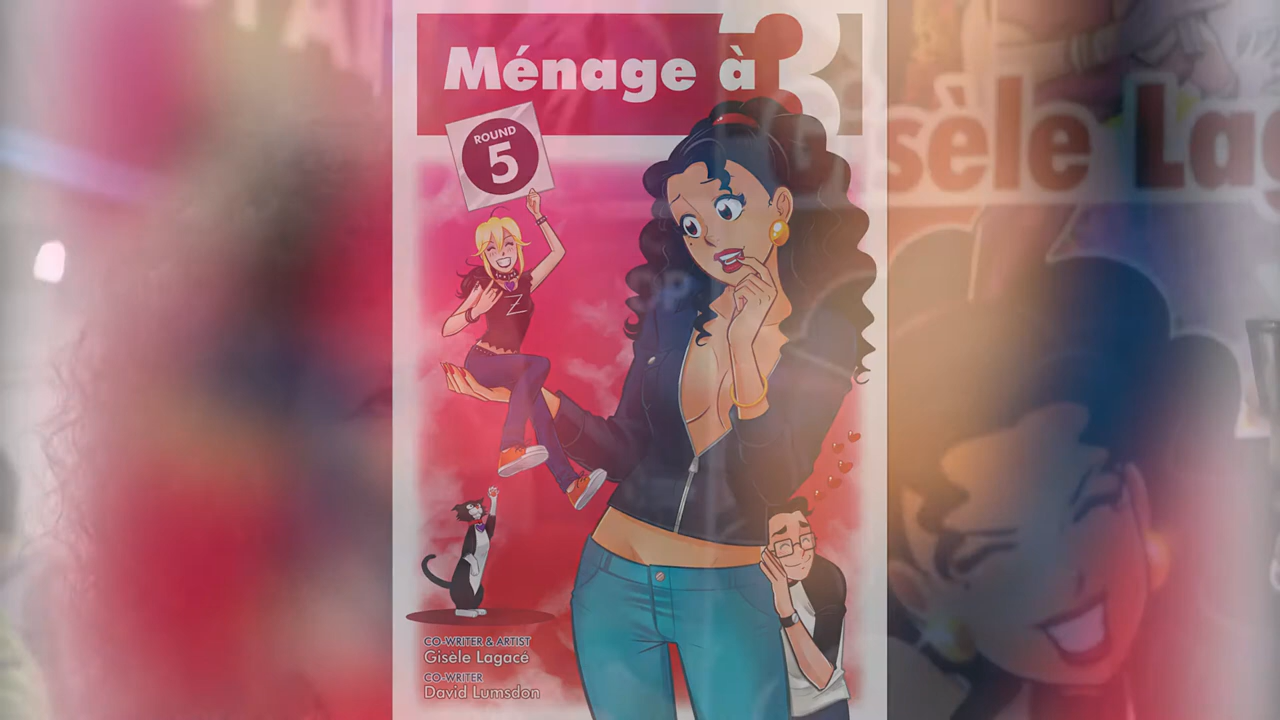 Ménage à 3
ROUND
5
sèle Lag
Z
CO-WRITER & ARTIST
Gisèle Lagacé
CO-WRITER
David Lumsdon